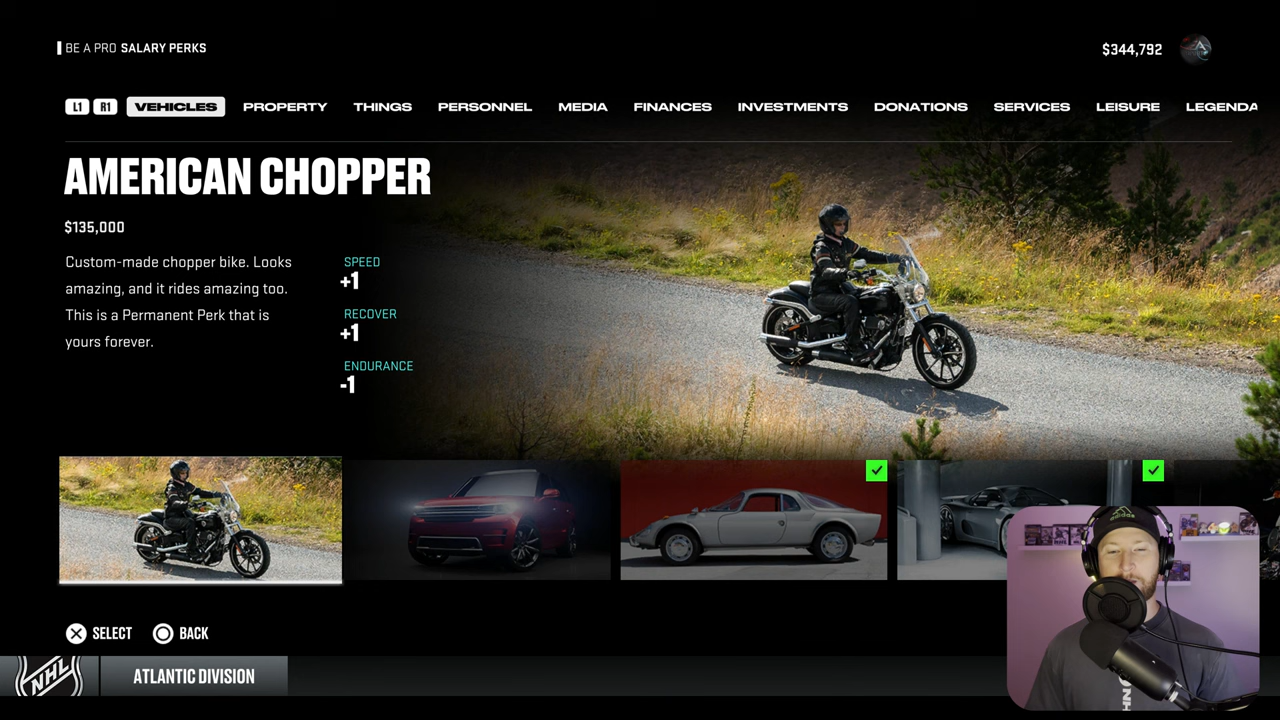 BE A PRO SALARY PERKS
$344,792
L1 R1 VEHICLES PROPERTY THINGS PERSONNEL MEDIA FINANCES INVESTMENTS DONATIONS SERVICES LEISURE LEGENDA
AMERICAN CHOPPER
$135,000
Custom-made chopper bike. Looks
amazing, and it rides amazing too.
This is a Permanent Perk that is
yours forever.
SPEED
+1
RECOVER
+1
ENDURANCE
-1
SELECT BACK
NHL
ATLANTIC DIVISION